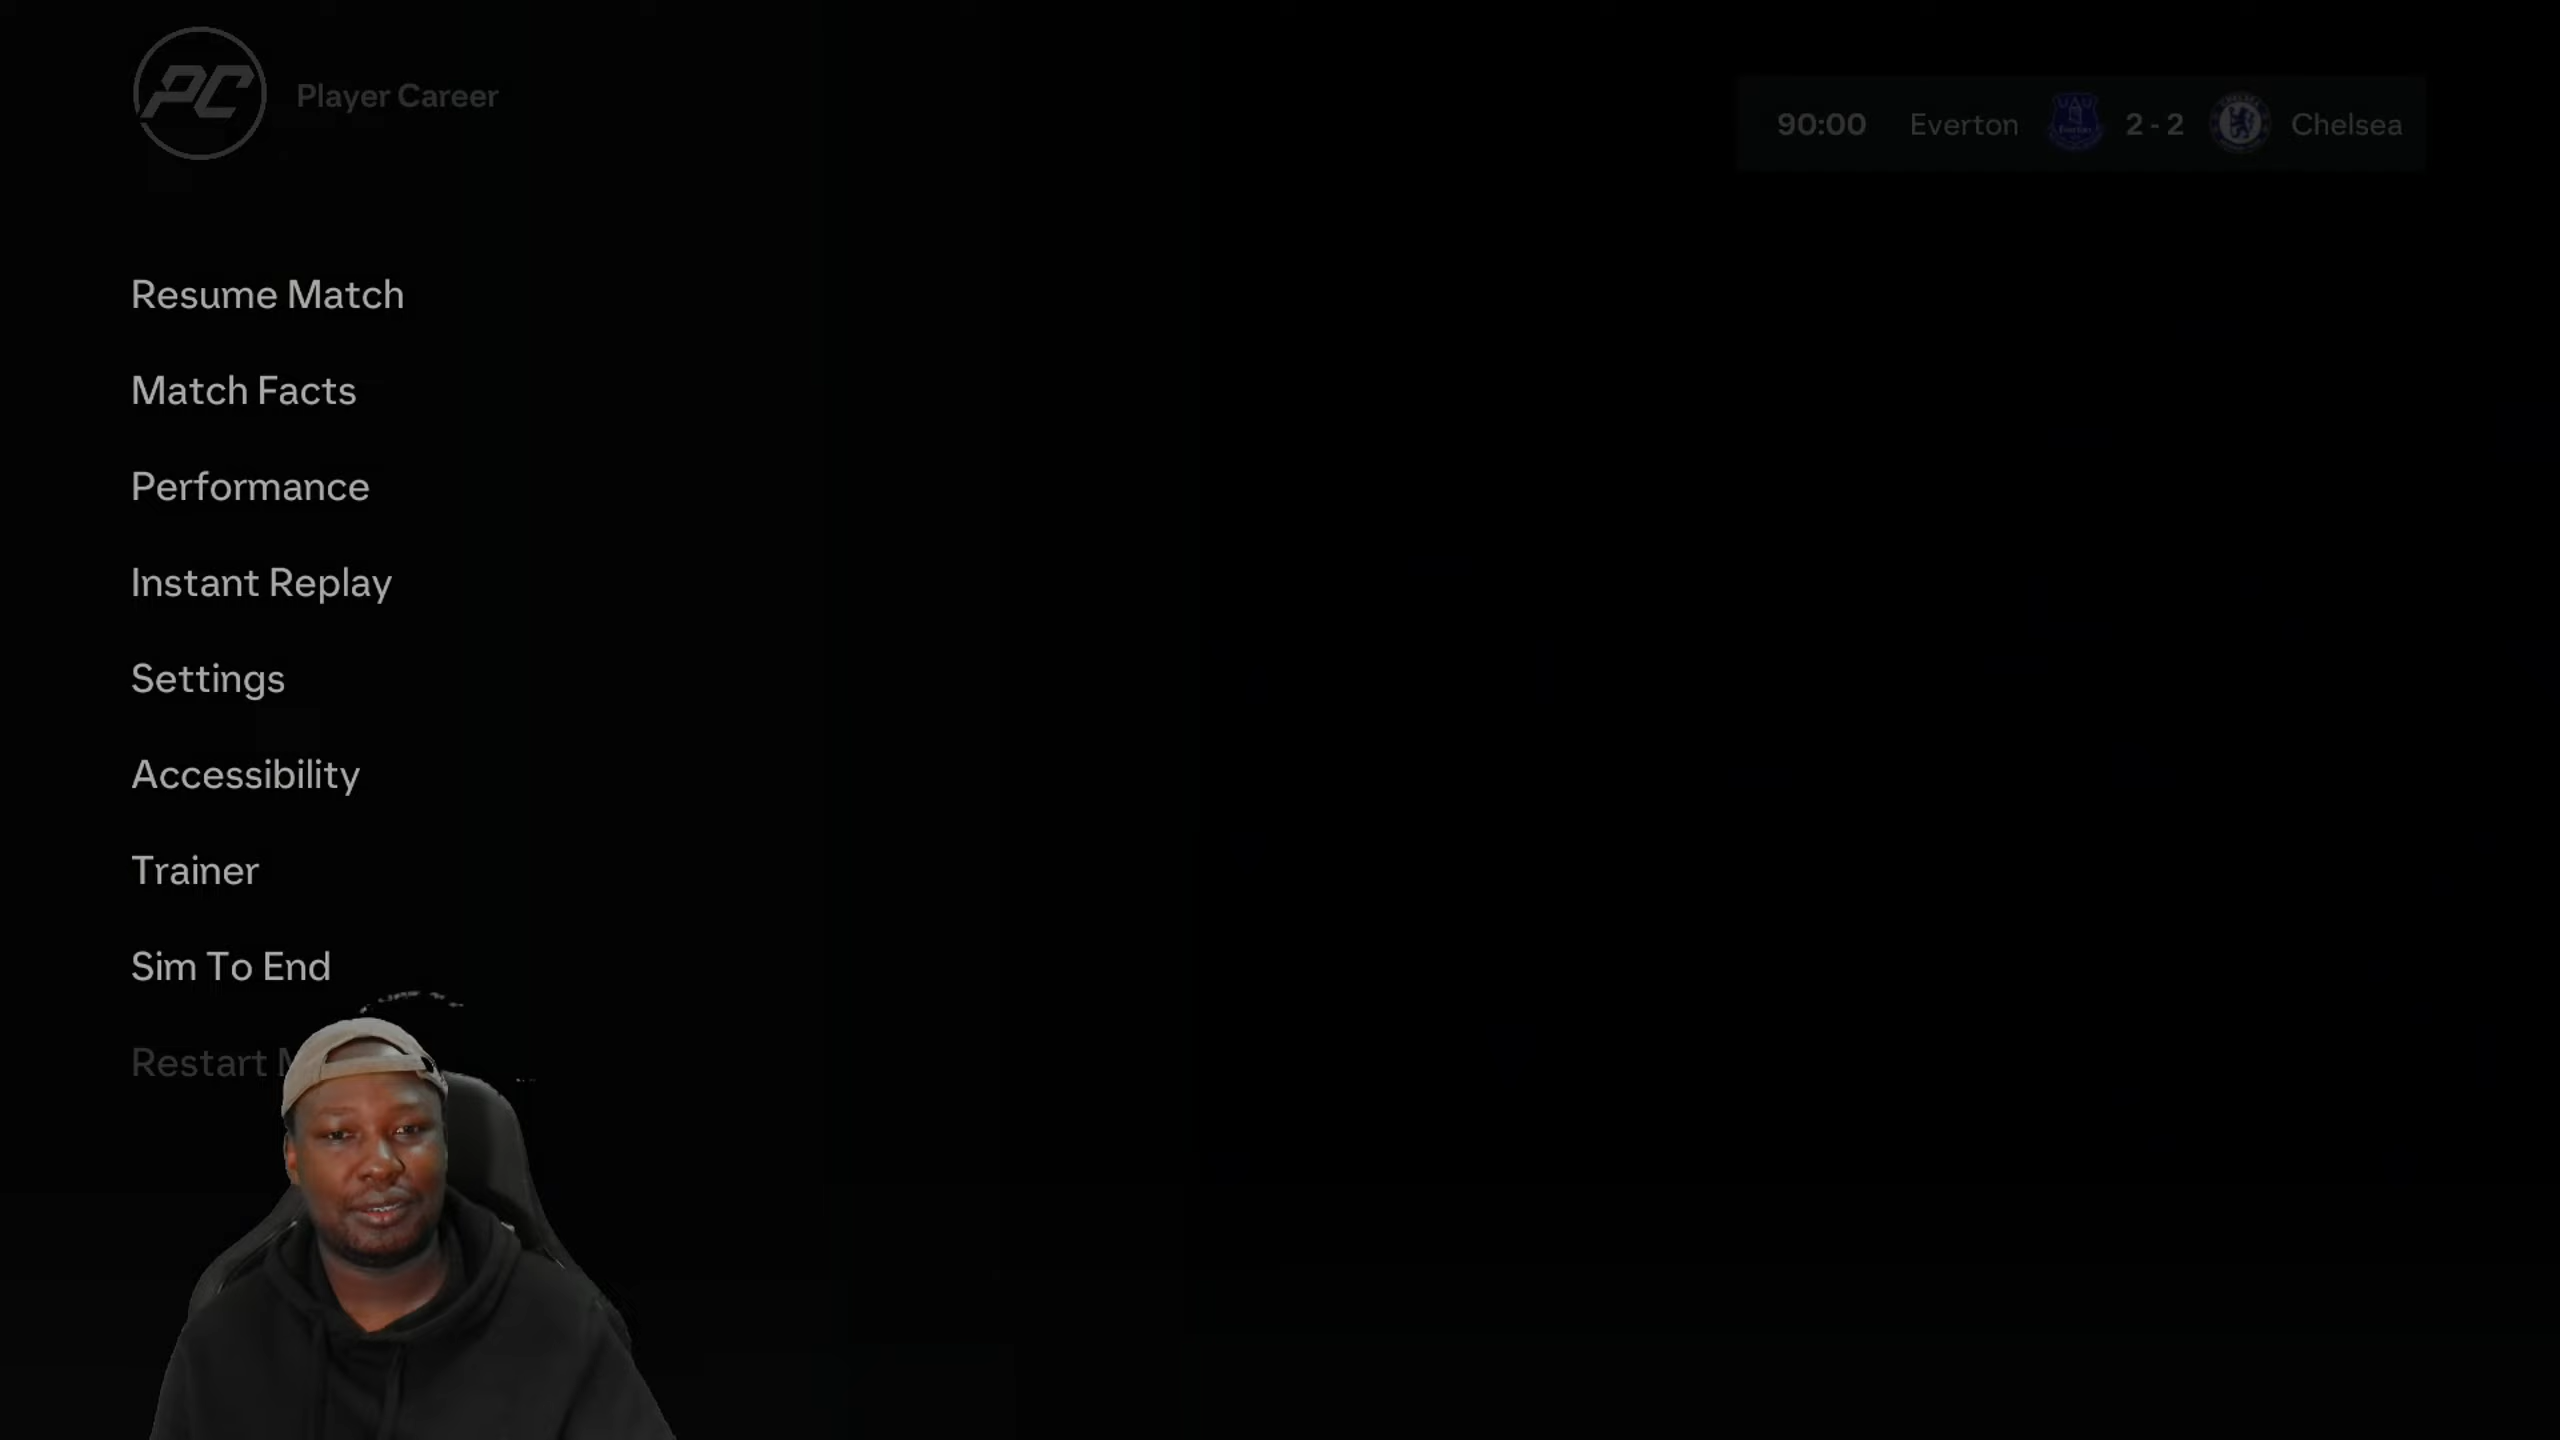 PC Player Career
90:00 Everton 2 - 2 Chelsea
Resume Match
Match Facts
Performance
Instant Replay
Settings
Accessibility
Trainer
Sim To End
Restart